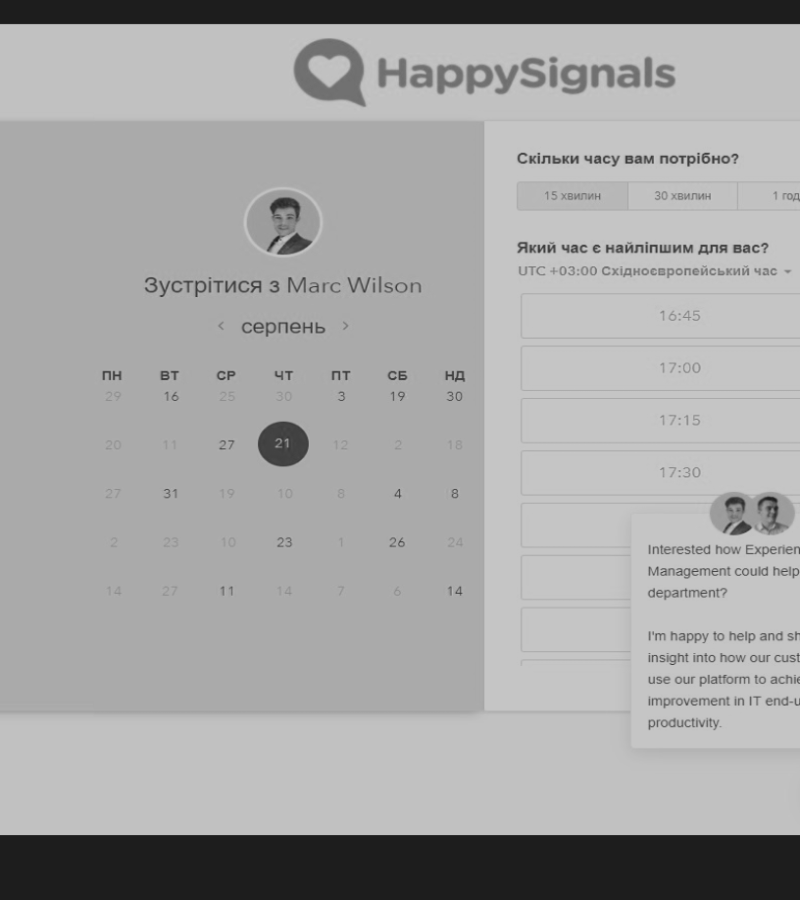 HappySignals
Зустрітися з Marc Wilson
серпень
ПН ВТ СР ЧТ ПТ СБ НД
29 16 25 30 3 19 30
20 11 27 21 12 2 18
27 31 19 10 8 4 8
2 23 10 23 1 26 24
14 27 11 14 7 6 14
Скільки часу вам потрібно?
15 хвилин 30 хвилин 1 год
Який час є найліпшим для вас?
UTC +03:00 Східноєвропейський час
16:45
17:00
17:15
17:30
Interested how Experien
Management could help
department?
I'm happy to help and sh
insight into how our cust
use our platform to achie
improvement in IT end-u
productivity.